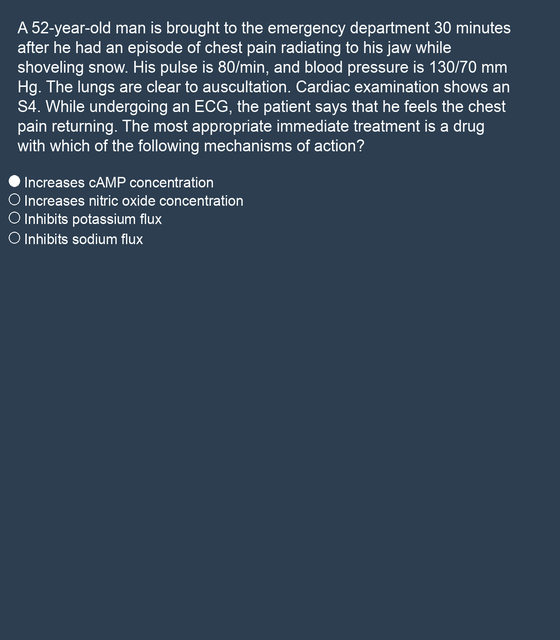 A 52-year-old man is brought to the emergency department 30 minutes
after he had an episode of chest pain radiating to his jaw while
shoveling snow. His pulse is 80/min, and blood pressure is 130/70 mm
Hg. The lungs are clear to auscultation. Cardiac examination shows an
S4. While undergoing an ECG, the patient says that he feels the chest
pain returning. The most appropriate immediate treatment is a drug
with which of the following mechanisms of action?
Increases cAMP concentration
Increases nitric oxide concentration
Inhibits potassium flux
Inhibits sodium flux